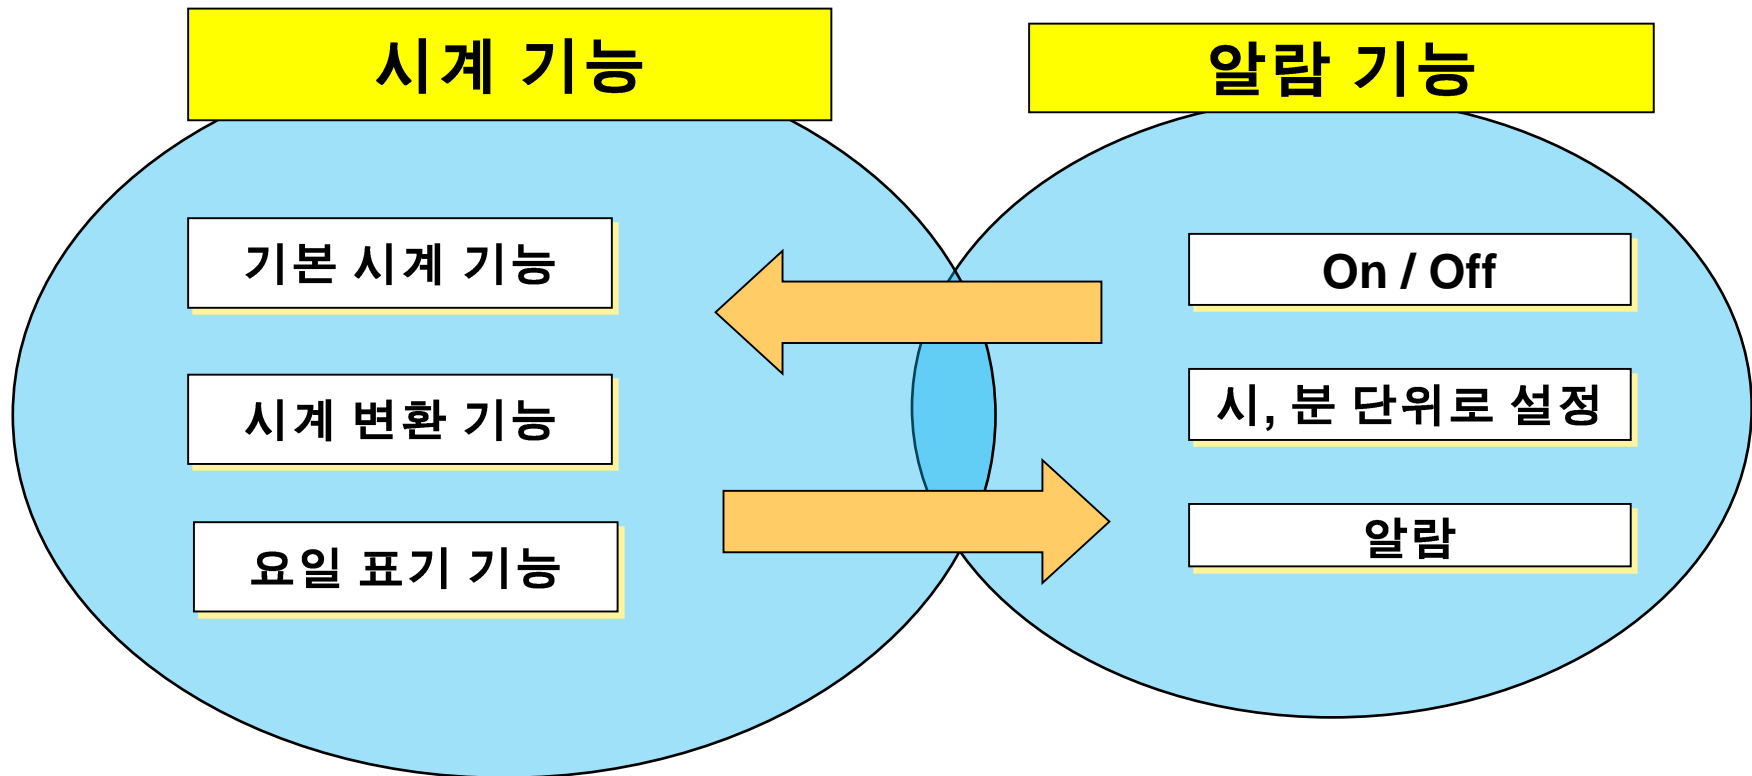 시계 기능
기본 시계 기능
시계 변환 기능
요일 표기 기능
알람 기능
On / Off
시, 분 단위로 설정
알람